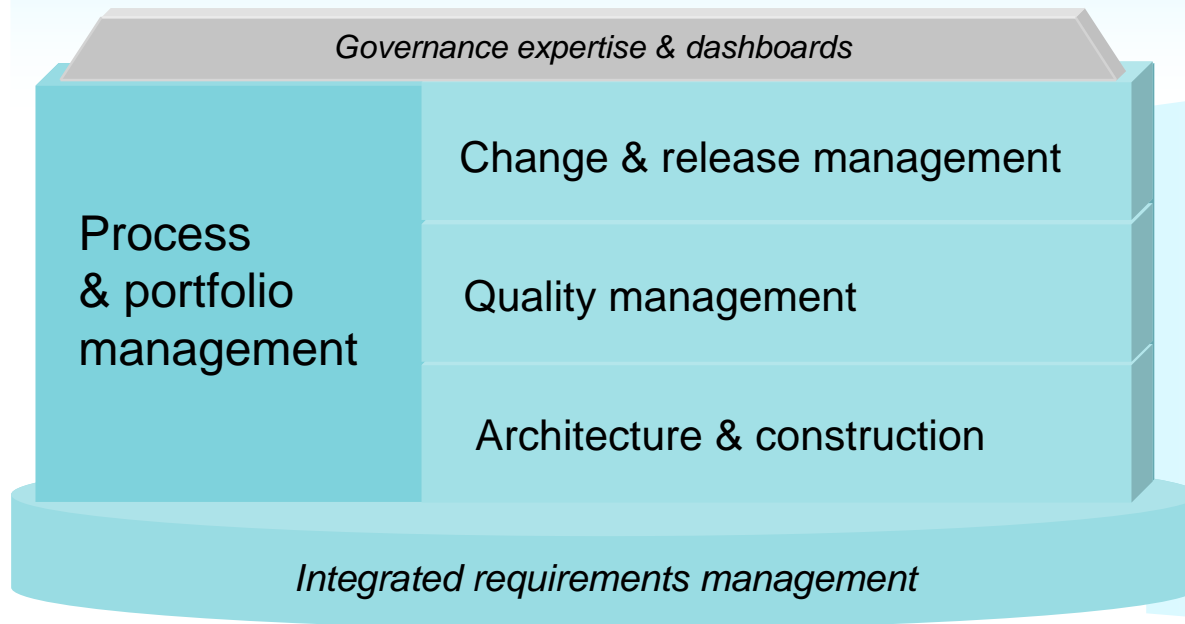 Governance expertise & dashboards
Process
& portfolio
management
Change & release management
Quality management
Architecture & construction
Integrated requirements management